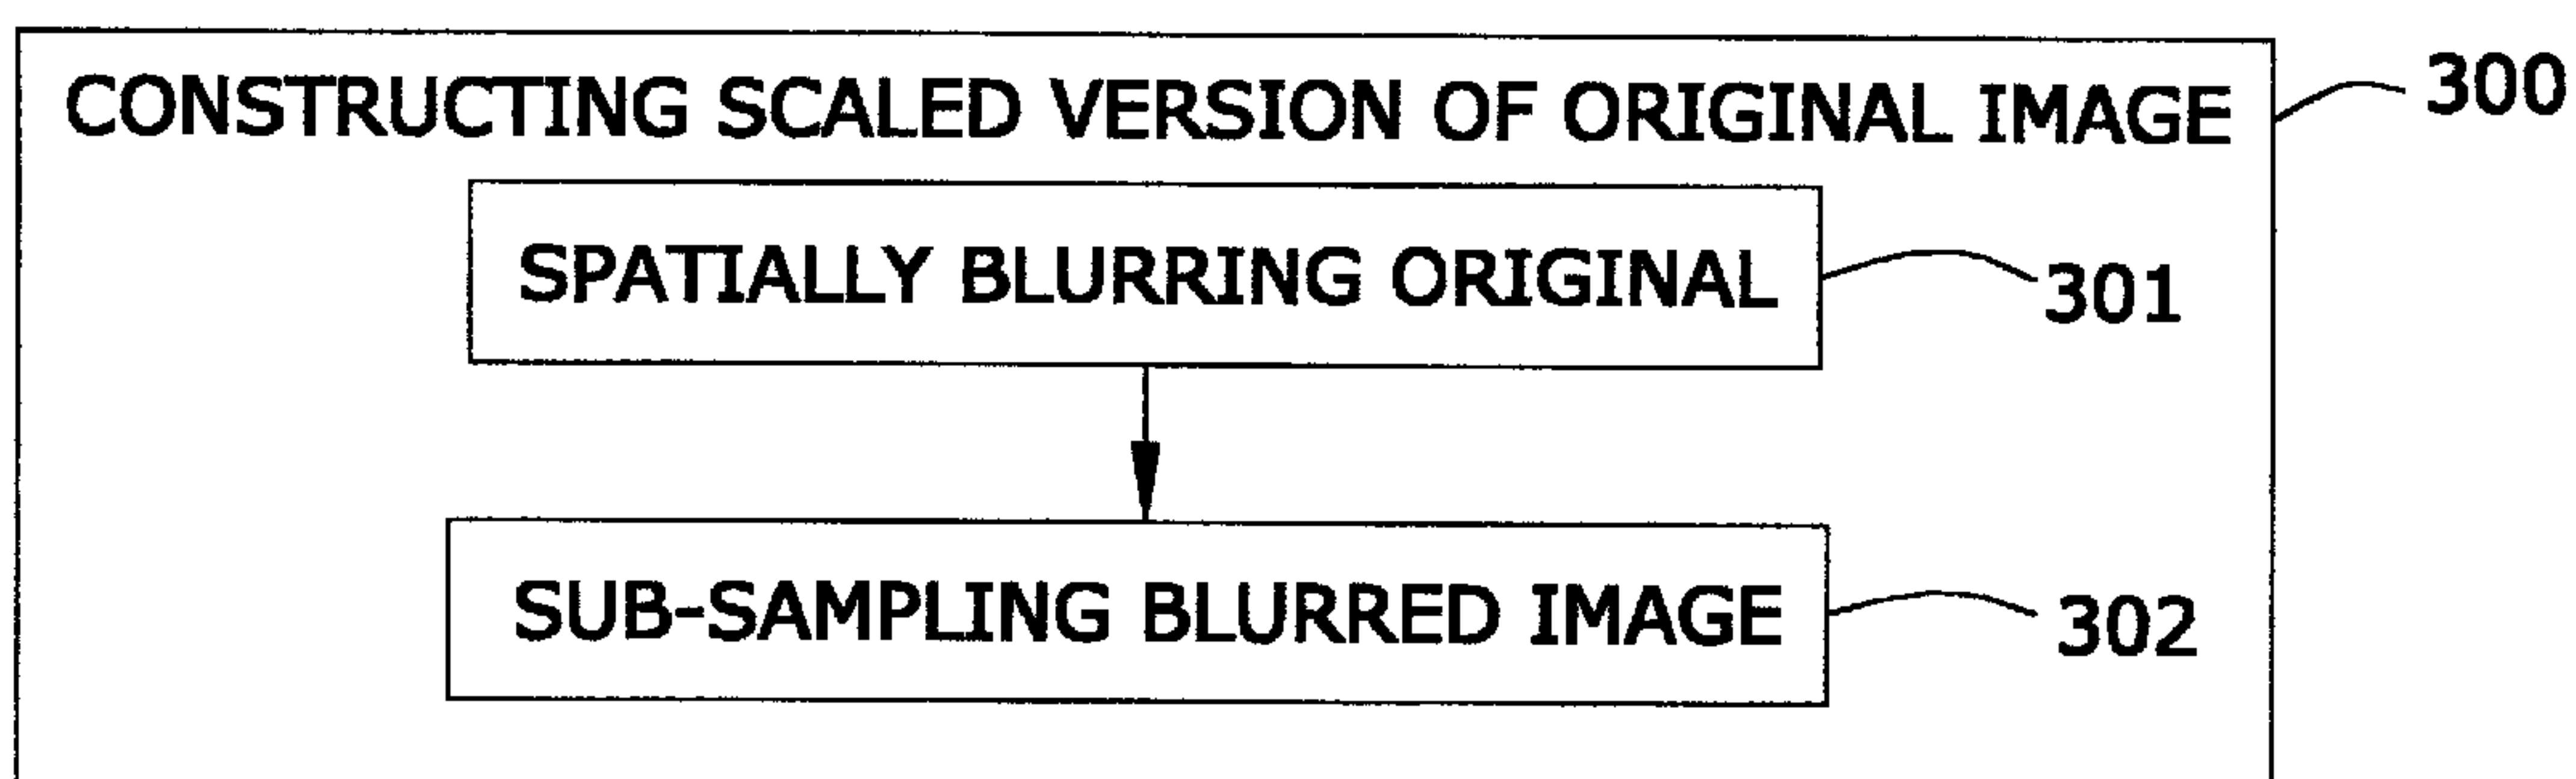 CONSTRUCTING SCALED VERSION OF ORIGINAL IMAGE 300
SPATIALLY BLURRING ORIGINAL 301
SUB-SAMPLING BLURRED IMAGE 302